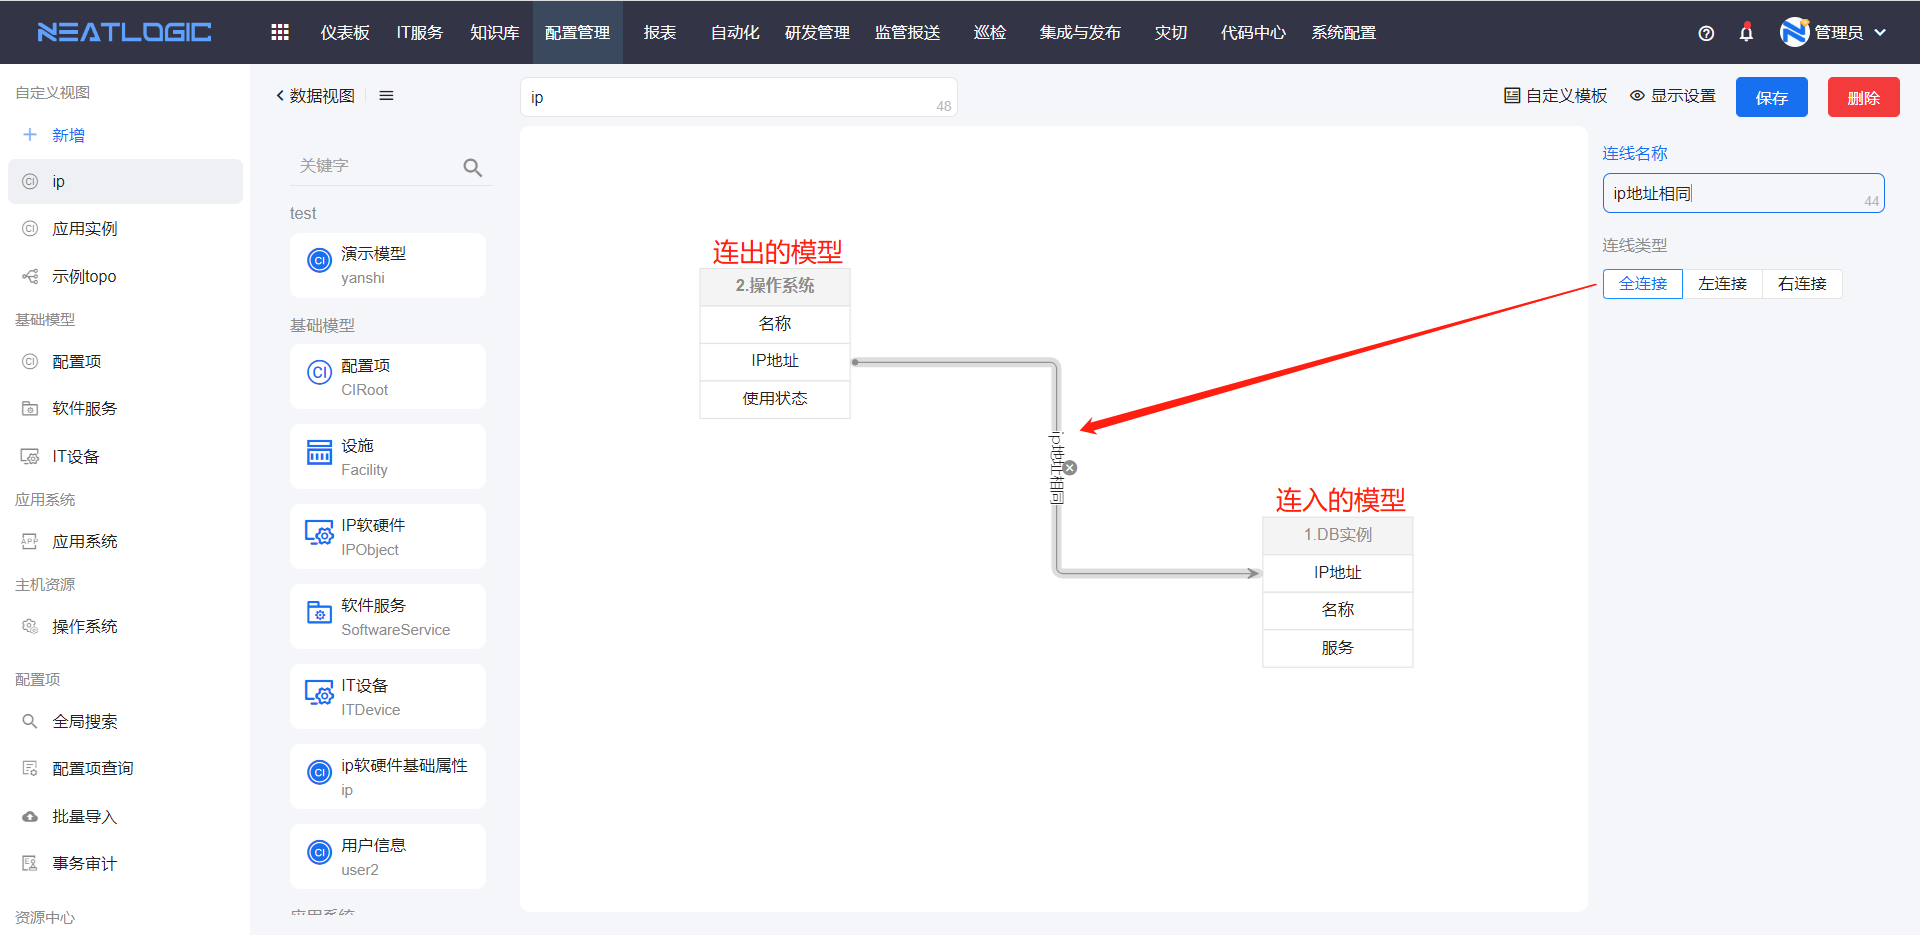 NEATLOGIC
仪表板
IT服务
知识库
配置管理
报表
自动化
研发管理
监管报送
巡检
集成与发布
灾切
代码中心
系统配置
管理员
自定义视图
新增
CI ip
CI 应用实例
示例topo
基础模型
CI 配置项
软件服务
IT设备
应用系统
APP 应用系统
主机资源
操作系统
配置项
全局搜索
配置项查询
批量导入
事务审计
资源中心
数据视图
ip
48
自定义模板
显示设置
保存
删除
关键字
test
CI 演示模型
yanshi
基础模型
CI 配置项
CIRoot
设施
Facility
IP软硬件
IPObject
软件服务
SoftwareService
IT设备
ITDevice
CI ip软硬件基础属性
ip
CI 用户信息
user2
应用系统
连出的模型
2.操作系统
名称
IP地址
使用状态
ip地址相同
连入的模型
1.DB实例
IP地址
名称
服务
连线名称
ip地址相同
44
连线类型
全连接
左连接
右连接